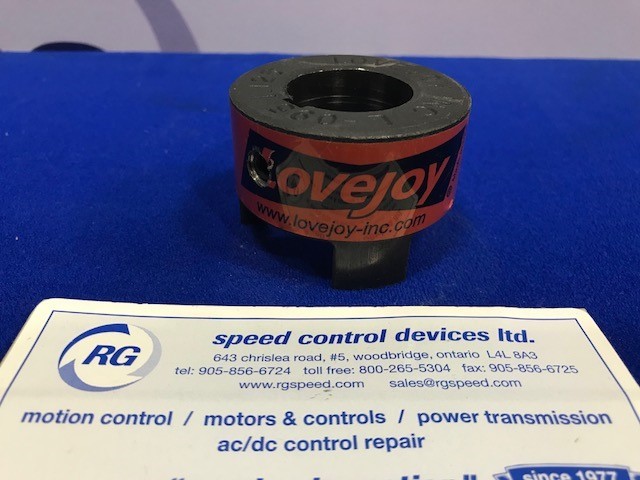 Lovejoy
www.lovejoy-inc.com
RG
speed control devices ltd.
643 chrislea road, #5, woodbridge, ontario L4L 8A3
tel: 905-856-6724 toll free: 800-265-5304 fax: 905-856-6725
www.rgspeed.com sales@rgspeed.com
motion control / motors & controls / power transmission
ac/dc control repair
since 1977